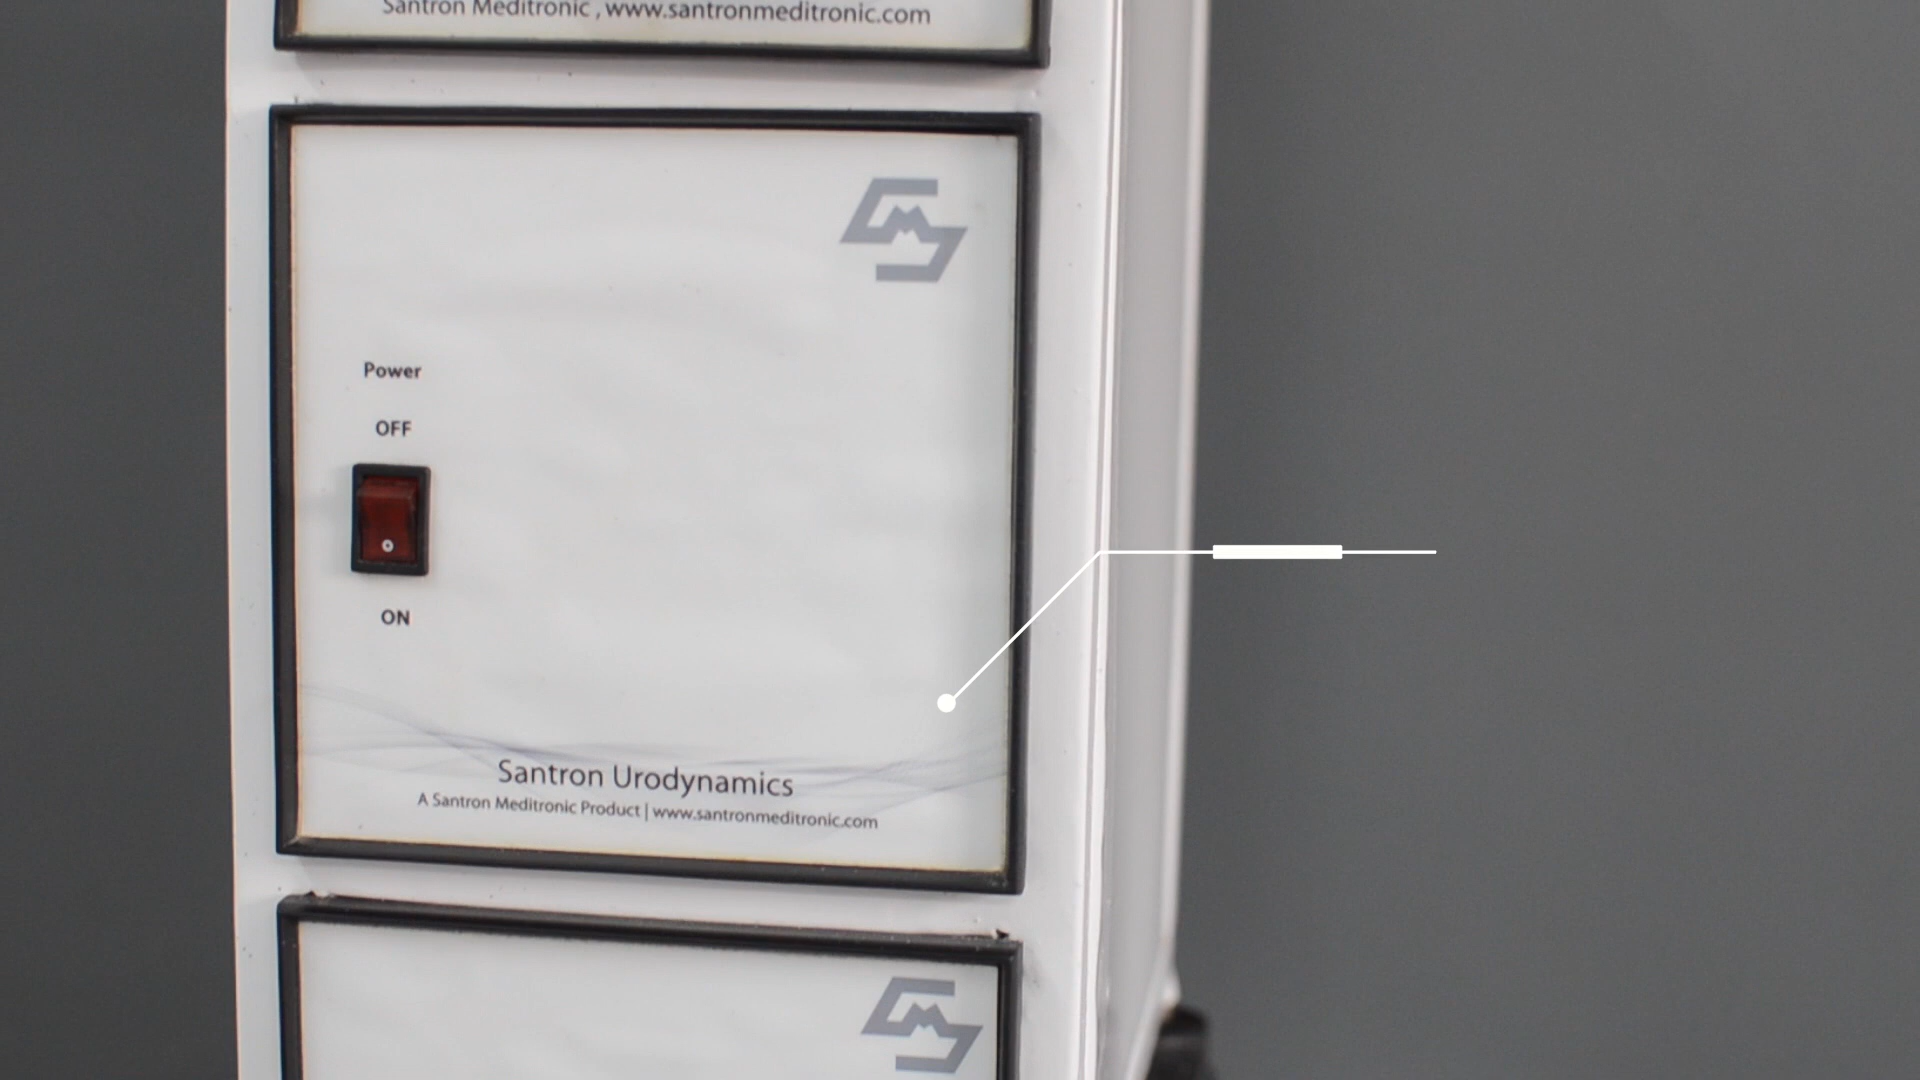 Santron Meditronic , www.santronmeditronic.com
Power
OFF
ON
Santron Urodynamics
A Santron Meditronic Product | www.santronmeditronic.com